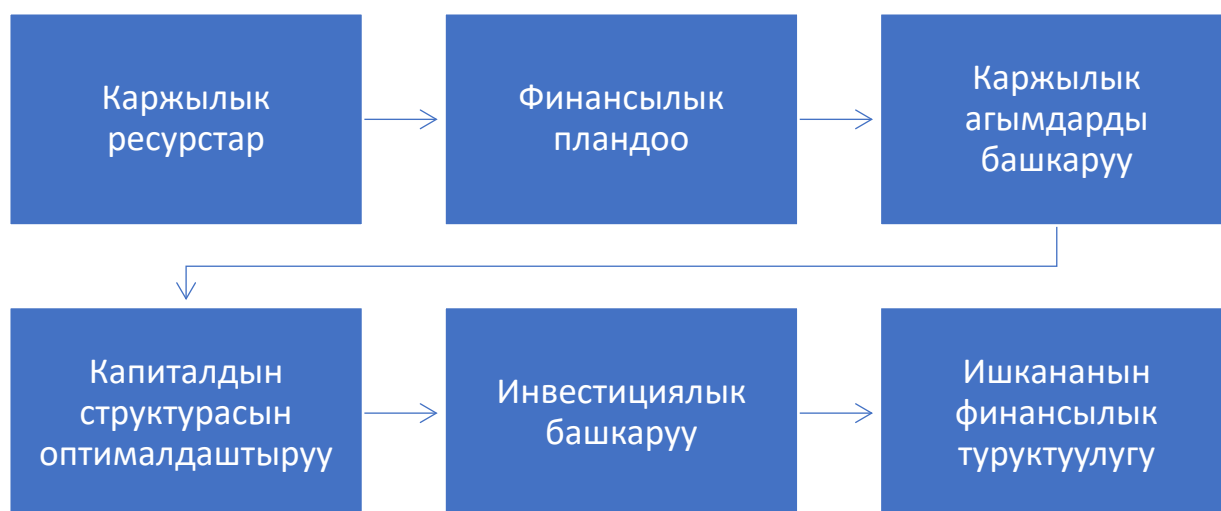 Каржылык
ресурстар
Финансылык
пландоо
Каржылык
агымдарды
башкаруу
Капиталдын
структурасын
оптималдаштыруу
Инвестициялык
башкаруу
Ишкананын
финансылык
туруктуулугу